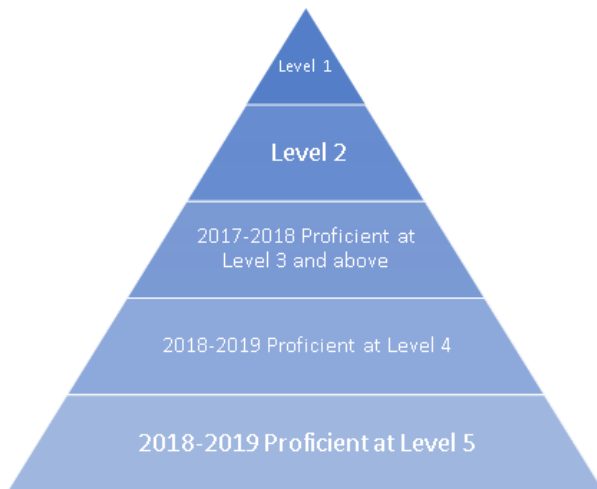 Level 1
Level 2
2017-2018 Proficient at
Level 3 and above
2018-2019 Proficient at Level 4
2018-2019 Proficient at Level 5